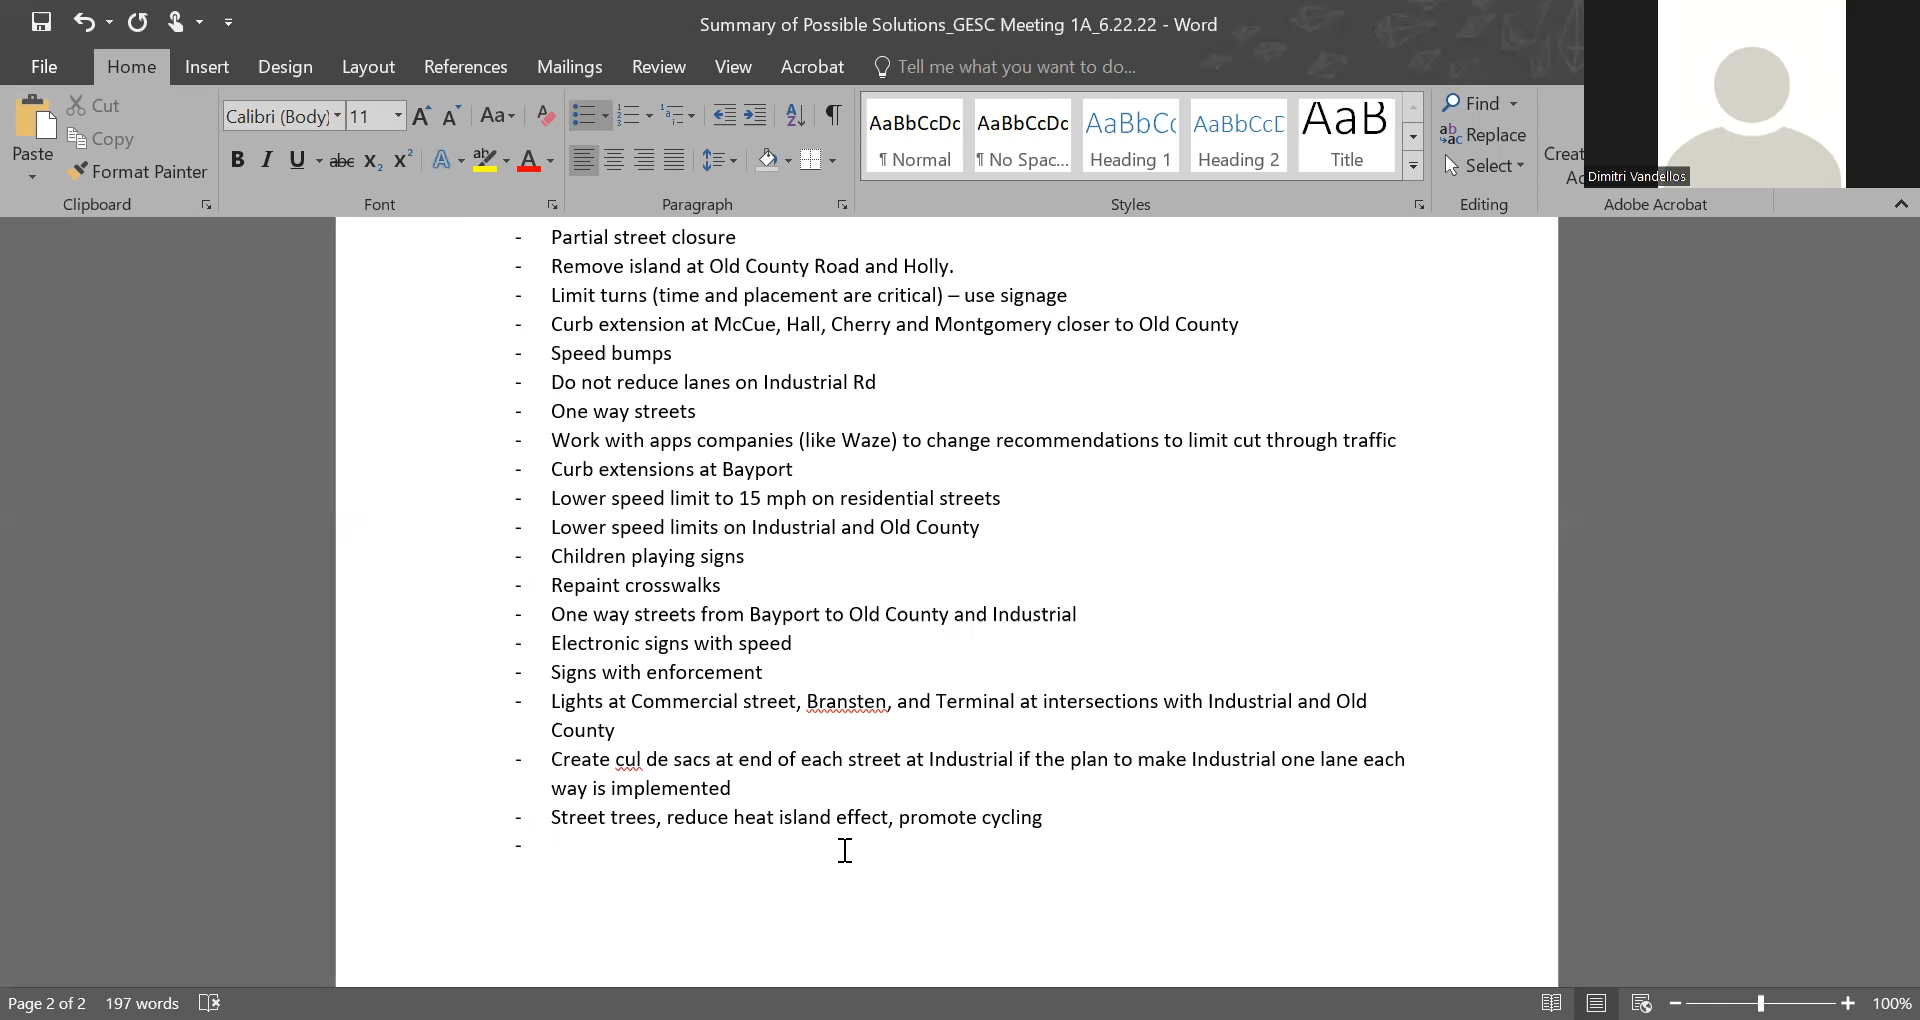 Summary of Possible Solutions_GESC Meeting 1A_6.22.22 - Word
File Home Insert Design Layout References Mailings Review View Acrobat Tell me what you want to do...
Paste
Cut
Copy
Format Painter
Clipboard
Calibri (Body) 11
Font
Paragraph
AaBbCcDc AaBbCcDc AaBbC AaBbCcD AaB
¶ Normal ¶ No Spac... Heading 1 Heading 2 Title
Styles
Find
Replace
Select
Editing
Dimitri Vandellos
Adobe Acrobat
- Partial street closure
- Remove island at Old County Road and Holly.
- Limit turns (time and placement are critical) – use signage
- Curb extension at McCue, Hall, Cherry and Montgomery closer to Old County
- Speed bumps
- Do not reduce lanes on Industrial Rd
- One way streets
- Work with apps companies (like Waze) to change recommendations to limit cut through traffic
- Curb extensions at Bayport
- Lower speed limit to 15 mph on residential streets
- Lower speed limits on Industrial and Old County
- Children playing signs
- Repaint crosswalks
- One way streets from Bayport to Old County and Industrial
- Electronic signs with speed
- Signs with enforcement
- Lights at Commercial street, Bransten, and Terminal at intersections with Industrial and Old
County
- Create cul de sacs at end of each street at Industrial if the plan to make Industrial one lane each
way is implemented
- Street trees, reduce heat island effect, promote cycling
-
Page 2 of 2 197 words 100%